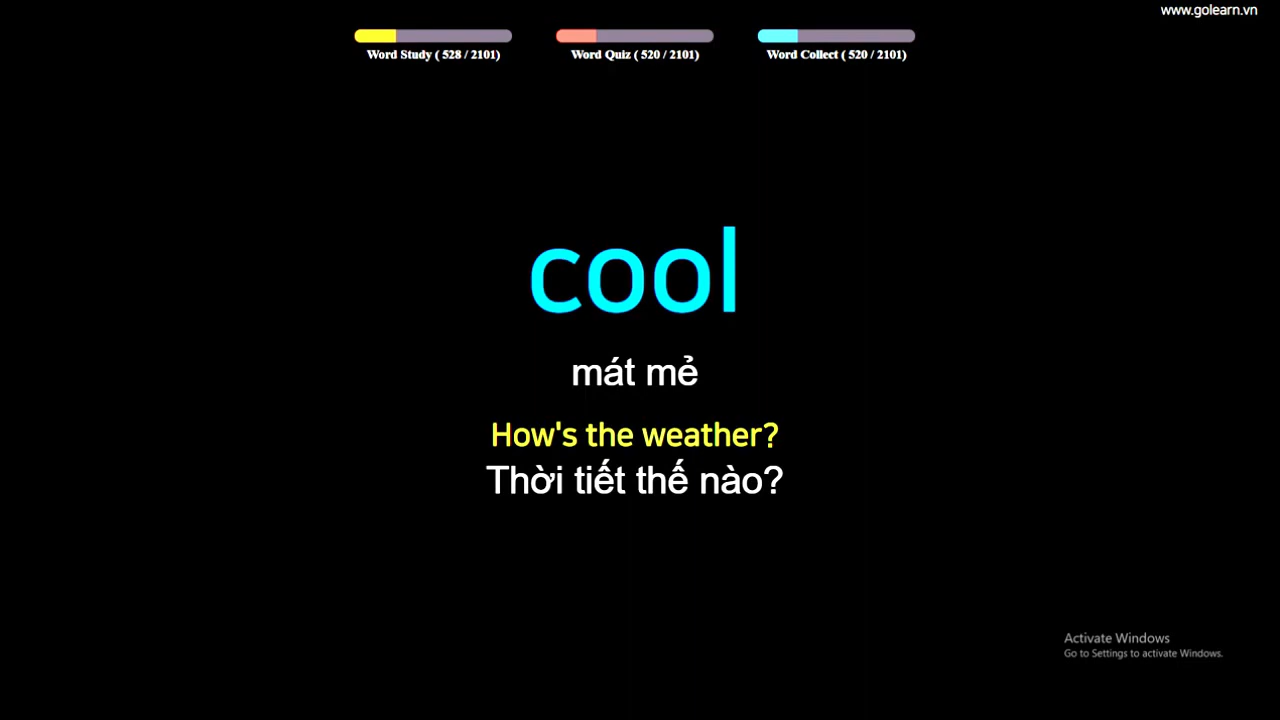 www.golearn.vn
Word Study ( 528 / 2101) Word Quiz ( 520 / 2101) Word Collect ( 520 / 2101)
cool
mát mẻ
How's the weather?
Thời tiết thế nào?
Activate Windows
Go to Settings to activate Windows.